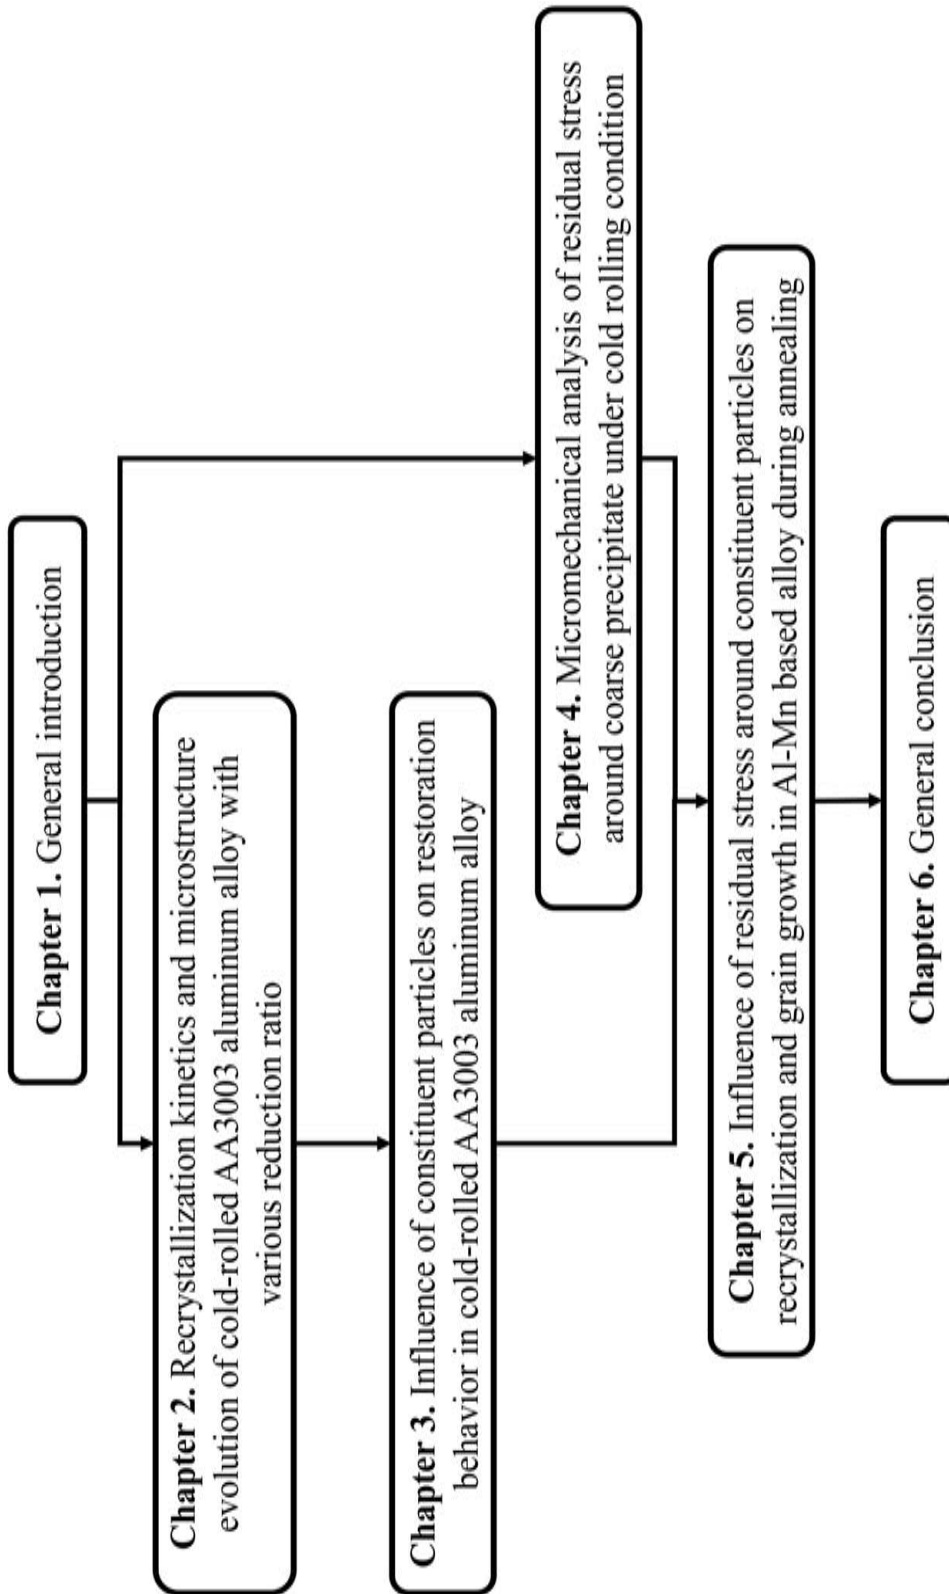 Chapter 1. General introduction
Chapter 2. Recrystallization kinetics and microstructure
evolution of cold-rolled AA3003 aluminum alloy with
various reduction ratio
Chapter 3. Influence of constituent particles on restoration
behavior in cold-rolled AA3003 aluminum alloy
Chapter 4. Micromechanical analysis of residual stress
around coarse precipitate under cold rolling condition
Chapter 5. Influence of residual stress around constituent particles on
recrystallization and grain growth in Al-Mn based alloy during annealing
Chapter 6. General conclusion